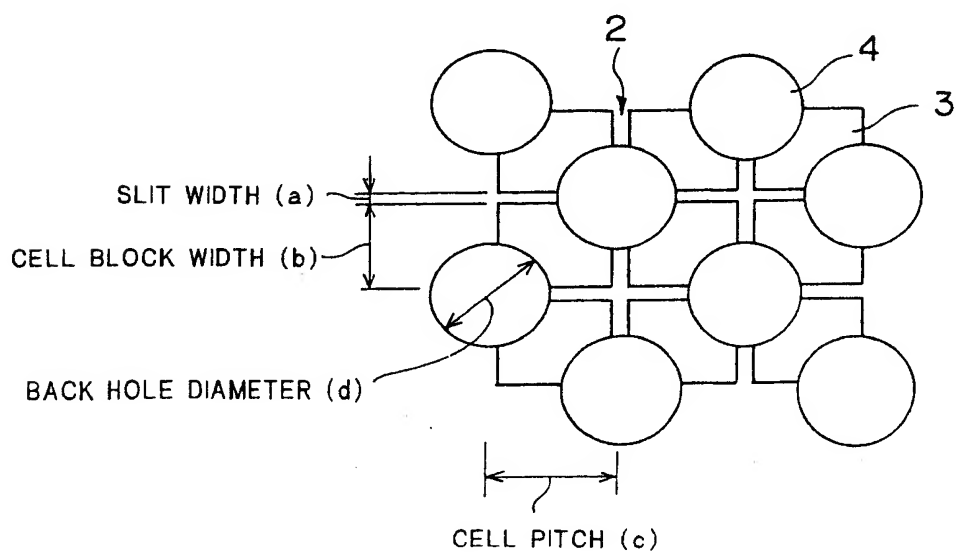 2
4
3
SLIT WIDTH (a)
CELL BLOCK WIDTH (b)
BACK HOLE DIAMETER (d)
CELL PITCH (c)